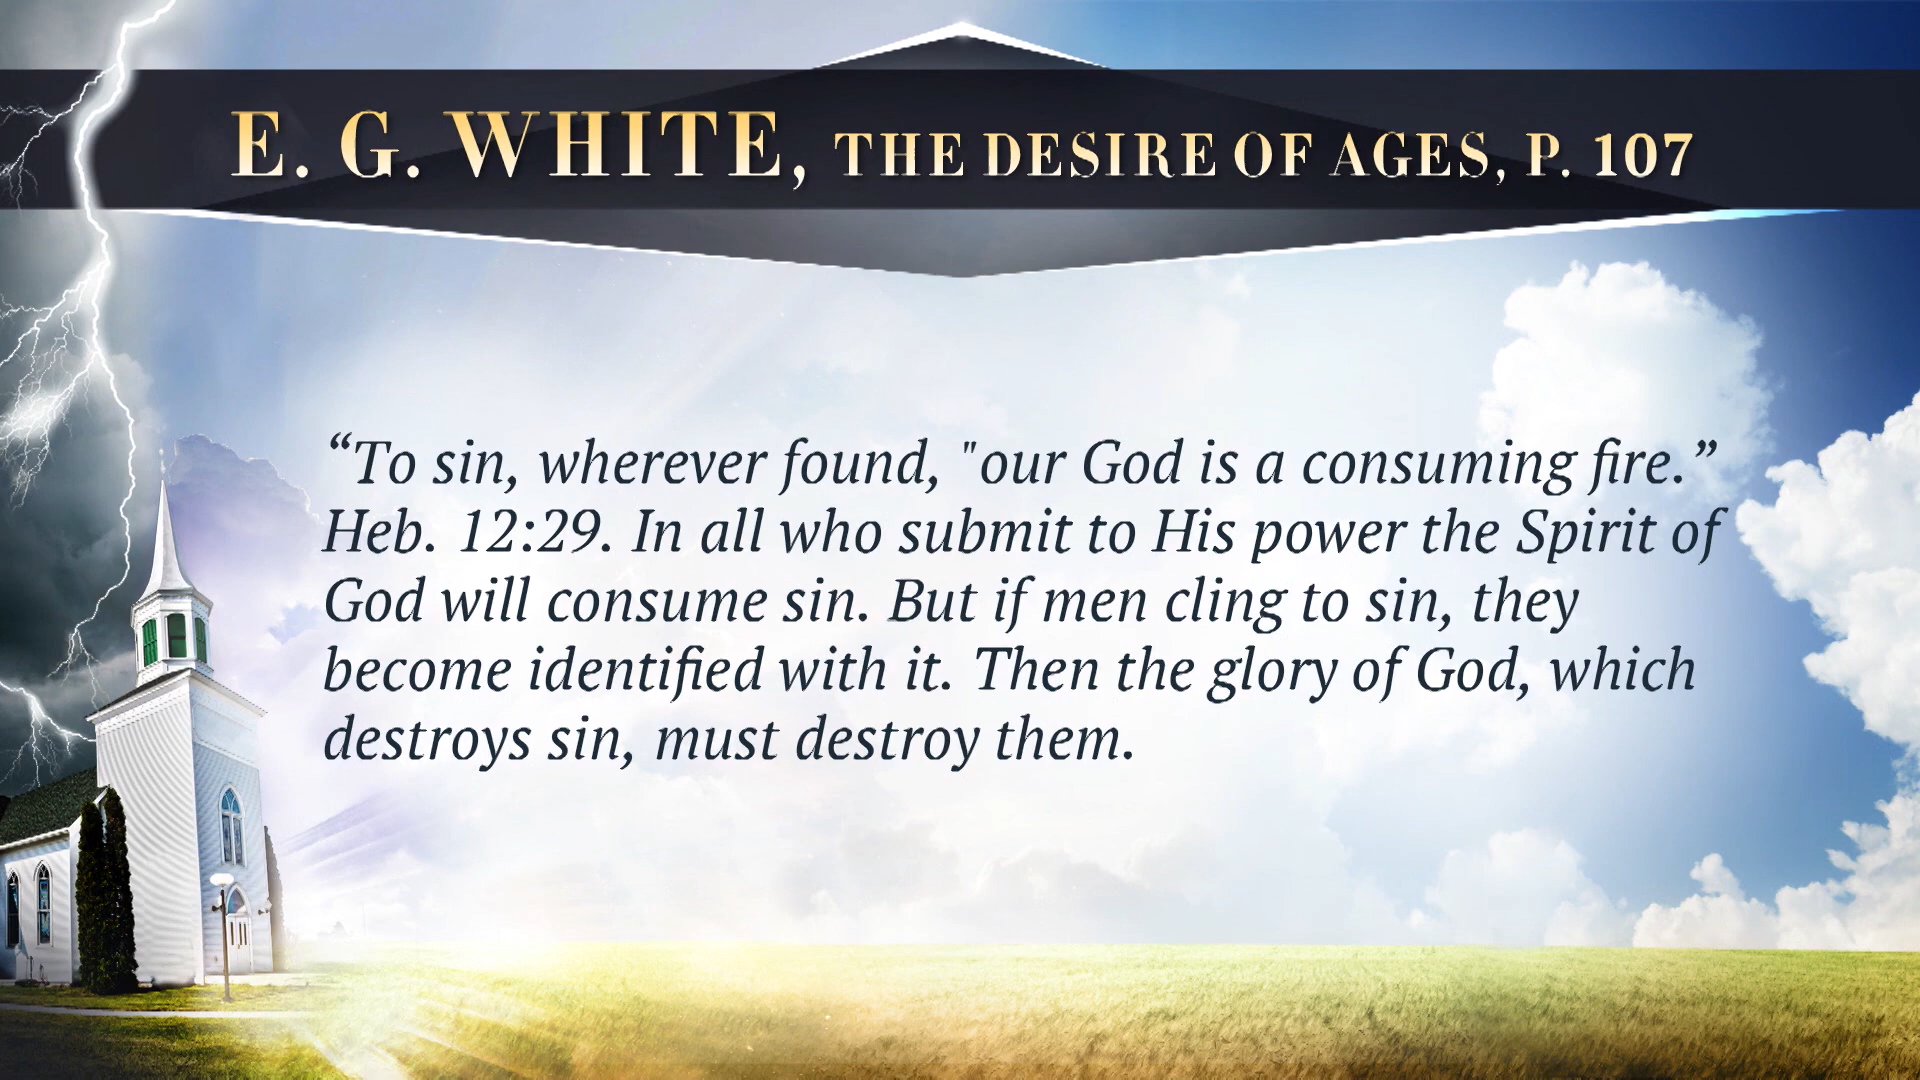 E. G. WHITE, THE DESIRE OF AGES, P. 107
“To sin, wherever found, "our God is a consuming fire.”
Heb. 12:29. In all who submit to His power the Spirit of
God will consume sin. But if men cling to sin, they
become identified with it. Then the glory of God, which
destroys sin, must destroy them.